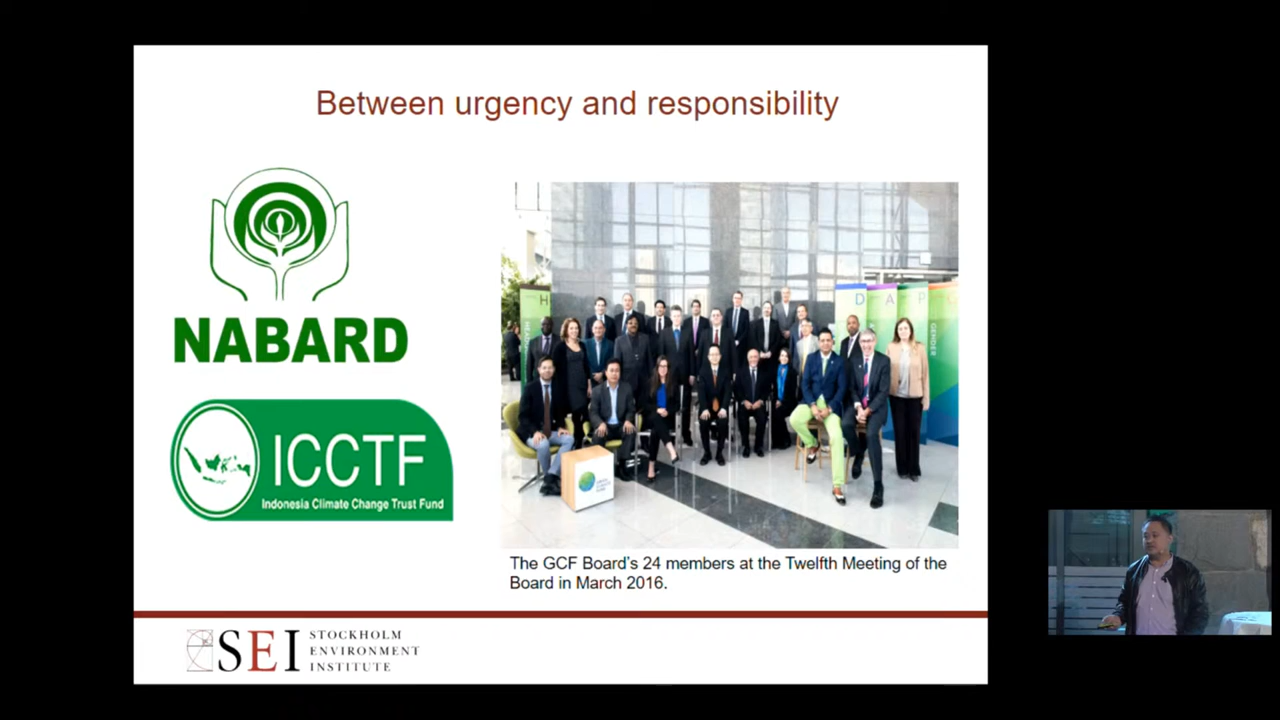 Between urgency and responsibility
NABARD
ICCTF
Indonesia Climate Change Trust Fund
H
D A P G
GENDER
The GCF Board's 24 members at the Twelfth Meeting of the
Board in March 2016.
SEI
STOCKHOLM
ENVIRONMENT
INSTITUTE